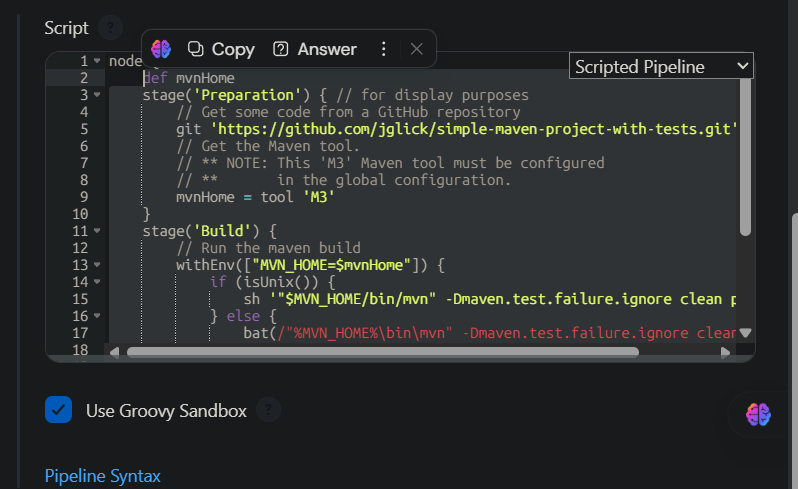 Script ?
Copy Answer
Scripted Pipeline
1 node
2 def mvnHome
3 stage('Preparation') { // for display purposes
4 // Get some code from a GitHub repository
5 git 'https://github.com/jglick/simple-maven-project-with-tests.git'
6 // Get the Maven tool.
7 // ** NOTE: This 'M3' Maven tool must be configured
8 // **       in the global configuration.
9 mvnHome = tool 'M3'
10 }
11 stage('Build') {
12 // Run the maven build
13 withEnv(["MVN_HOME=$mvnHome"]) {
14 if (isUnix()) {
15 sh '"$MVN_HOME/bin/mvn" -Dmaven.test.failure.ignore clean p
16 } else {
17 bat(/"%MVN_HOME%\bin\mvn" -Dmaven.test.failure.ignore clean
18
Use Groovy Sandbox ?
Pipeline Syntax